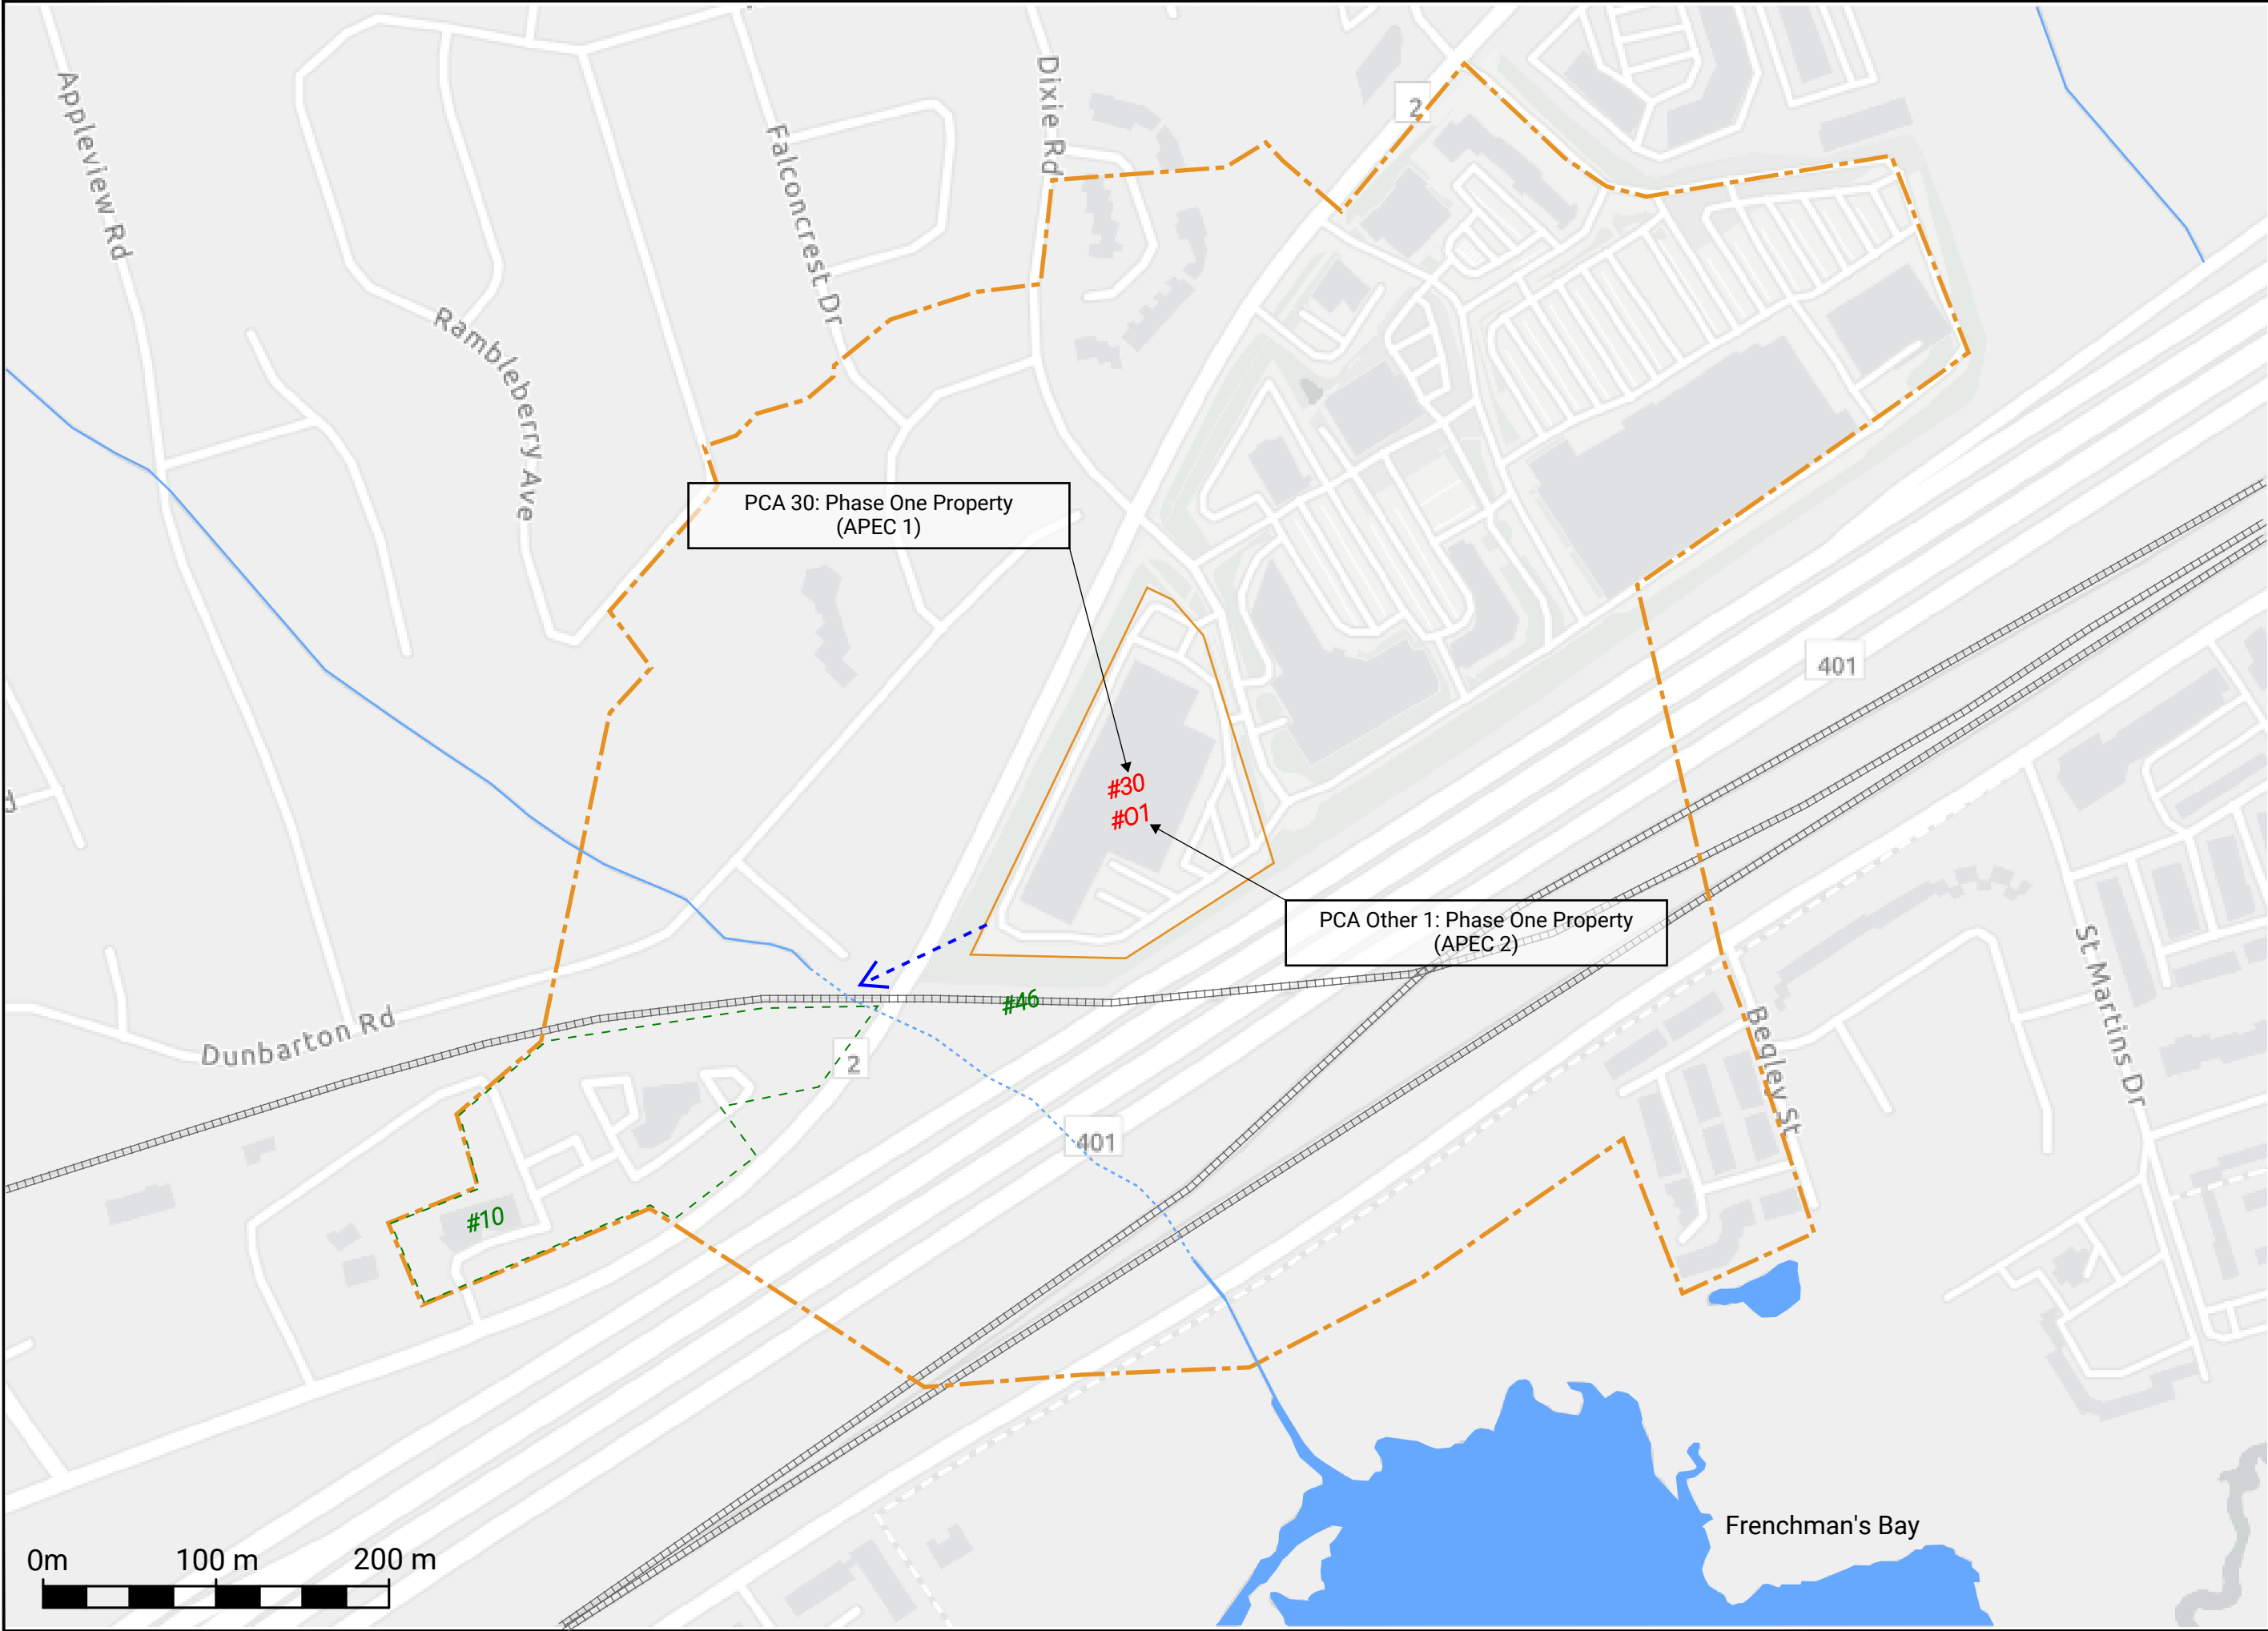 Appleview Rd
Rambleberry Ave
Falconcrest Dr
Dixie Rd
2
PCA 30: Phase One Property
(APEC 1)
401
#30
#O1
PCA Other 1: Phase One Property
(APEC 2)
#46
Dunbarton Rd
2
401
#10
Begley St
St Martins Dr
Frenchman's Bay
0m
100 m
200 m